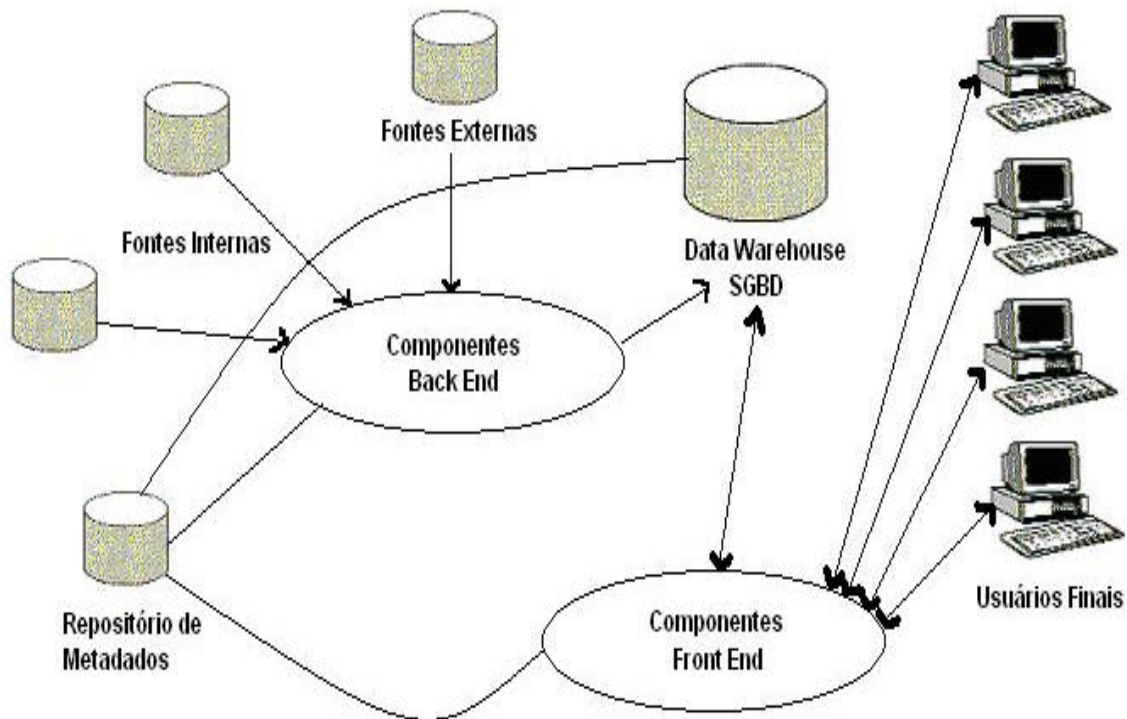 Fontes Externas
Fontes Internas
Data Warehouse
SGBD
Componentes
Back End
Repositório de
Metadados
Componentes
Front End
Usuários Finais